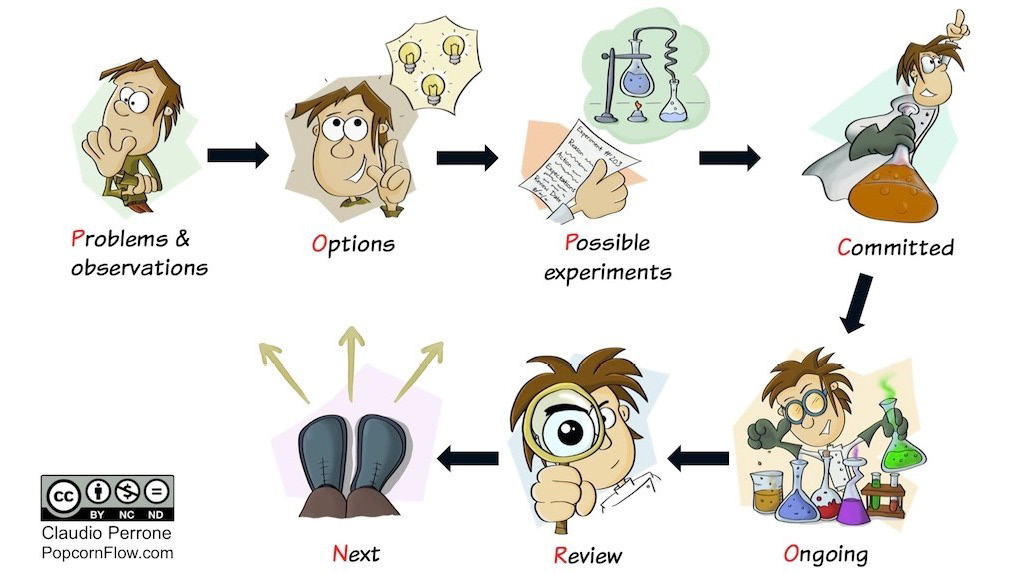 Experiment #203
Reason
Action
Expectations
Review Date
Problems &
observations
Options
Possible
experiments
Committed
Next
Review
Ongoing
cc
BY NC ND
Claudio Perrone
PopcornFlow.com